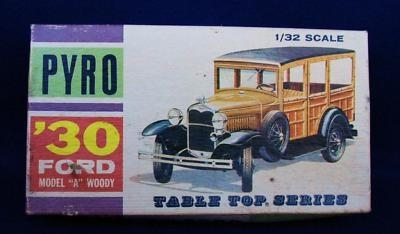 1/32 SCALE
PYRO
'30
FORD
MODEL "A" WOODY
TABLE TOP SERIES